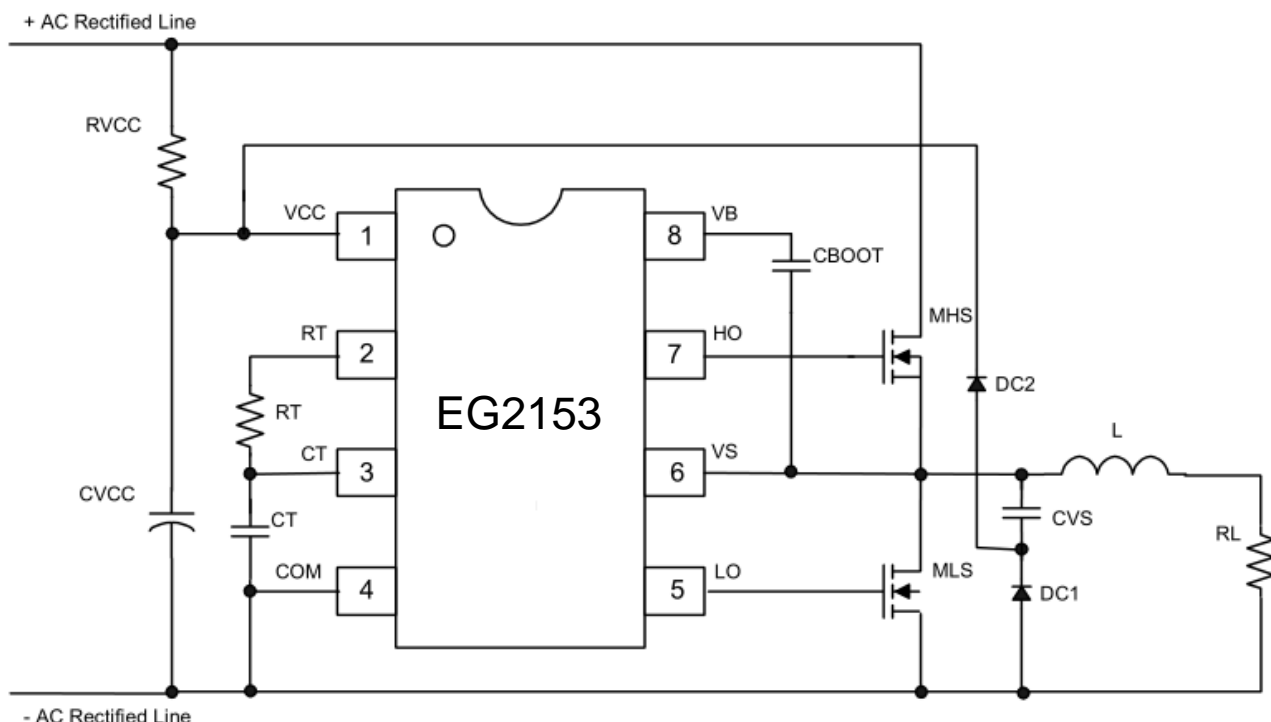 + AC Rectified Line
RVCC
VCC
1
8
VB
CBOOT
RT
2
7
HO
MHS
RT
EG2153
DC2
CT
3
6
VS
L
CVCC
CT
CVS
RL
COM
4
5
LO
MLS
DC1
- AC Rectified Line